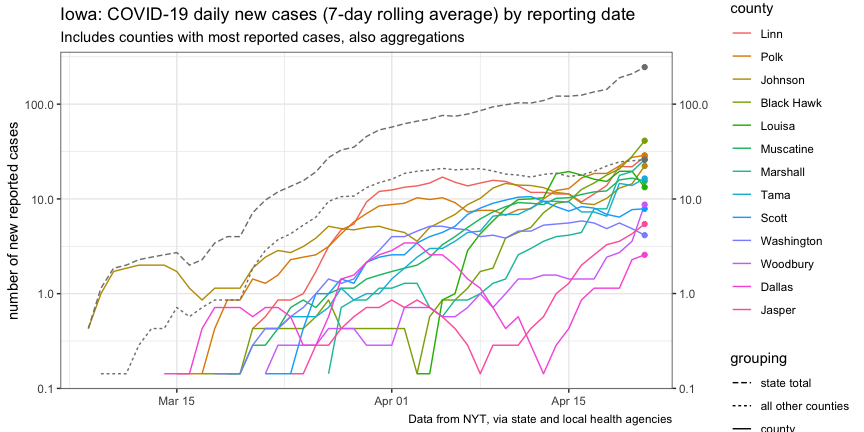 Iowa: COVID-19 daily new cases (7-day rolling average) by reporting date
Includes counties with most reported cases, also aggregations
number of new reported cases
100.0
10.0
1.0
0.1
100.0
10.0
1.0
0.1
Mar 15
Apr 01
Apr 15
Data from NYT, via state and local health agencies
county
Linn
Polk
Johnson
Black Hawk
Louisa
Muscatine
Marshall
Tama
Scott
Washington
Woodbury
Dallas
Jasper
grouping
state total
all other counties
county